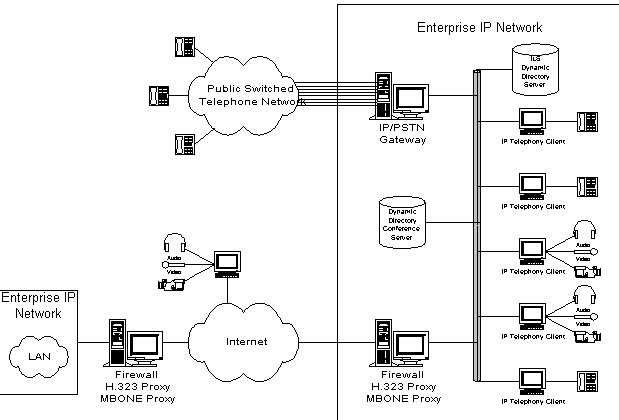 Enterprise IP Network
ILS
Dynamic
Directory
Server
Public Switched
Telephone Network
IP/PSTN
Gateway
IP Telephony Client
IP Telephony Client
Dynamic
Directory
Conference
Server
Audio
Video
IP Telephony Client
Audio
Video
IP Telephony Client
Audio
Video
Enterprise IP
Network
LAN
Internet
Firewall
H.323 Proxy
MBONE Proxy
Firewall
H.323 Proxy
MBONE Proxy
IP Telephony Client